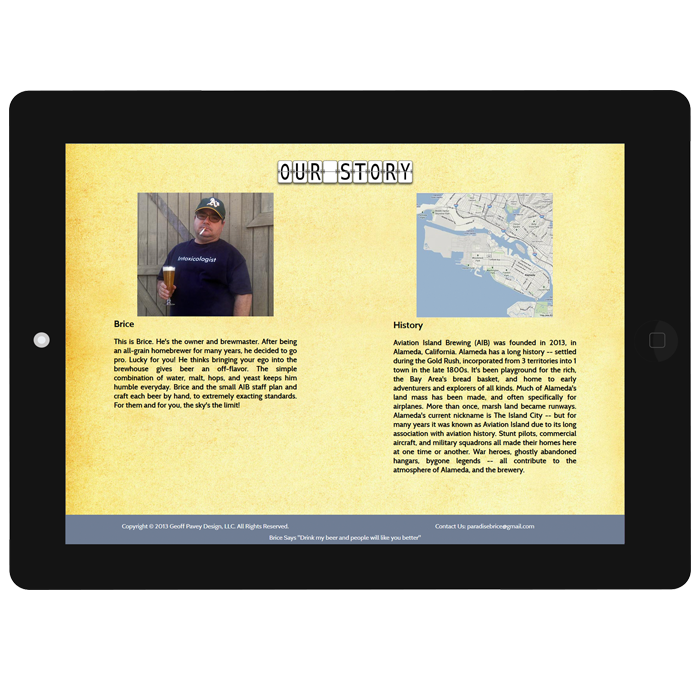 OUR STORY
A's
Intoxicologist
Brice
This is Brice. He's the owner and brewmaster. After being
an all-grain homebrewer for many years, he decided to go
pro. Lucky for you! He thinks bringing your ego into the
brewhouse gives beer an off-flavor. The simple
combination of water, malt, hops, and yeast keeps him
humble everyday. Brice and the small AIB staff plan and
craft each beer by hand, to extremely exacting standards.
For them and for you, the sky's the limit!
History
Aviation Island Brewing (AIB) was founded in 2013, in
Alameda, California. Alameda has a long history -- settled
during the Gold Rush, incorporated from 3 territories into 1
town in the late 1800s. It's been playground for the rich,
the Bay Area's bread basket, and home to early
adventurers and explorers of all kinds. Much of Alameda's
land mass has been made, and often specifically for
airplanes. More than once, marsh land became runways.
Alameda's current nickname is The Island City -- but for
many years it was known as Aviation Island due to its long
association with aviation history. Stunt pilots, commercial
aircraft, and military squadrons all made their homes here
at one time or another. War heroes, ghostly abandoned
hangars, bygone legends -- all contribute to the
atmosphere of Alameda, and the brewery.
Copyright © 2013 Geoff Pavey Design, LLC. All Rights Reserved.
Contact Us: paradisebrice@gmail.com
Brice Says "Drink my beer and people will like you better"